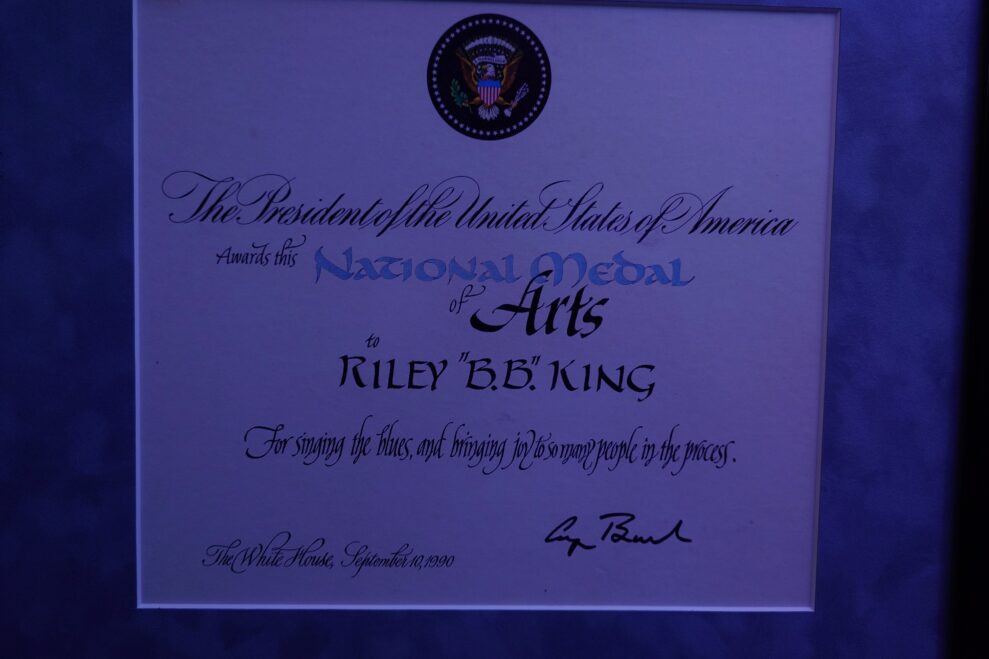 The President of the United States of America
Awards this National Medal
of Arts
to
RILEY "B.B." KING
For singing the blues, and bringing joy to so many people in the process.
The White House, September 10, 1990